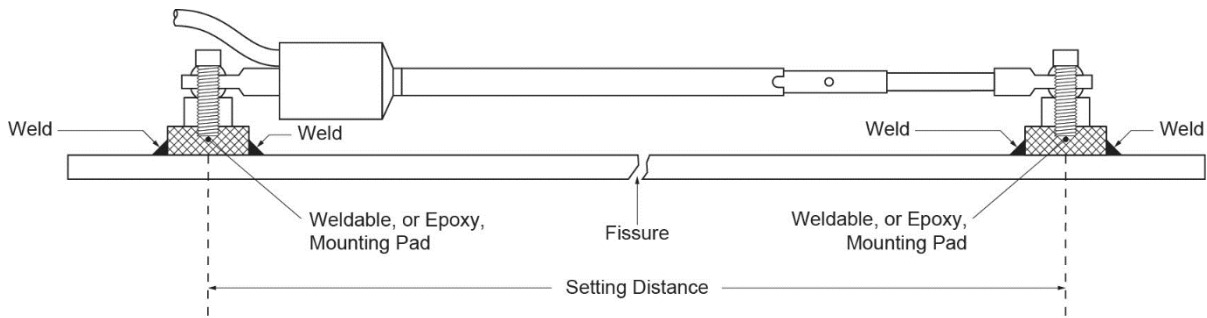 Weld
Weld
Weld
Weld
Weldable, or Epoxy,
Mounting Pad
Fissure
Weldable, or Epoxy,
Mounting Pad
Setting Distance